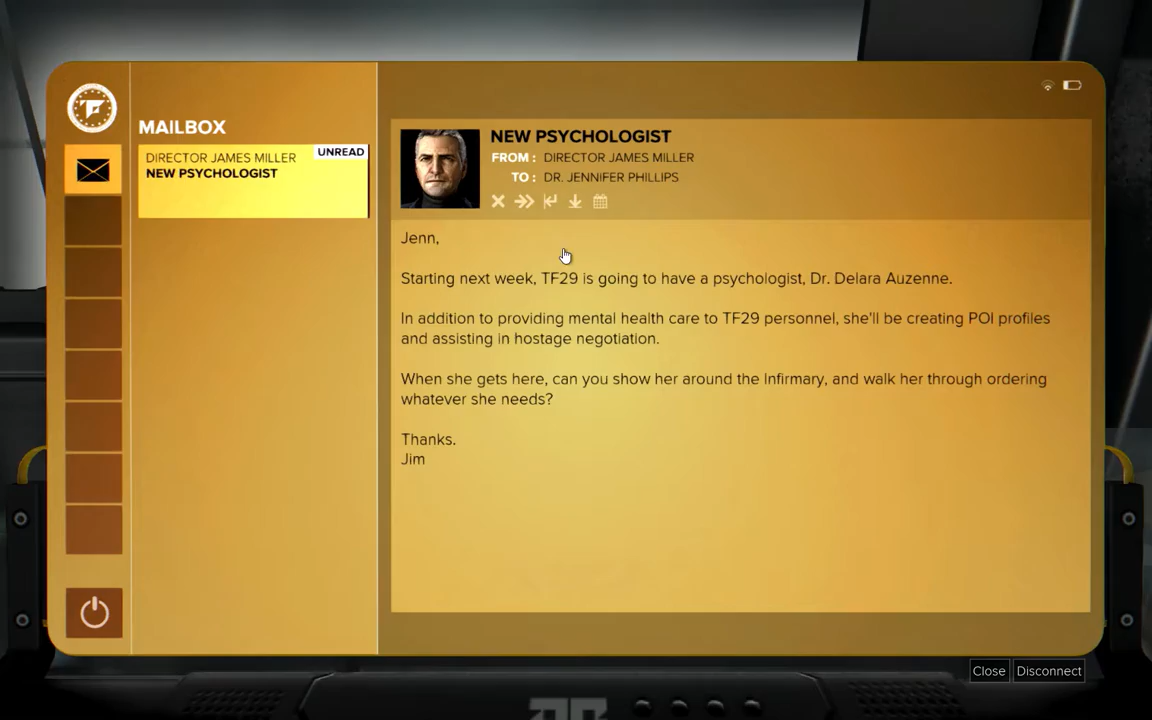 MAILBOX
DIRECTOR JAMES MILLER
UNREAD
NEW PSYCHOLOGIST
NEW PSYCHOLOGIST
FROM : DIRECTOR JAMES MILLER
TO : DR. JENNIFER PHILLIPS
Jenn,
Starting next week, TF29 is going to have a psychologist, Dr. Delara Auzenne.
In addition to providing mental health care to TF29 personnel, she'll be creating POI profiles
and assisting in hostage negotiation.
When she gets here, can you show her around the Infirmary, and walk her through ordering
whatever she needs?
Thanks.
Jim
Close Disconnect